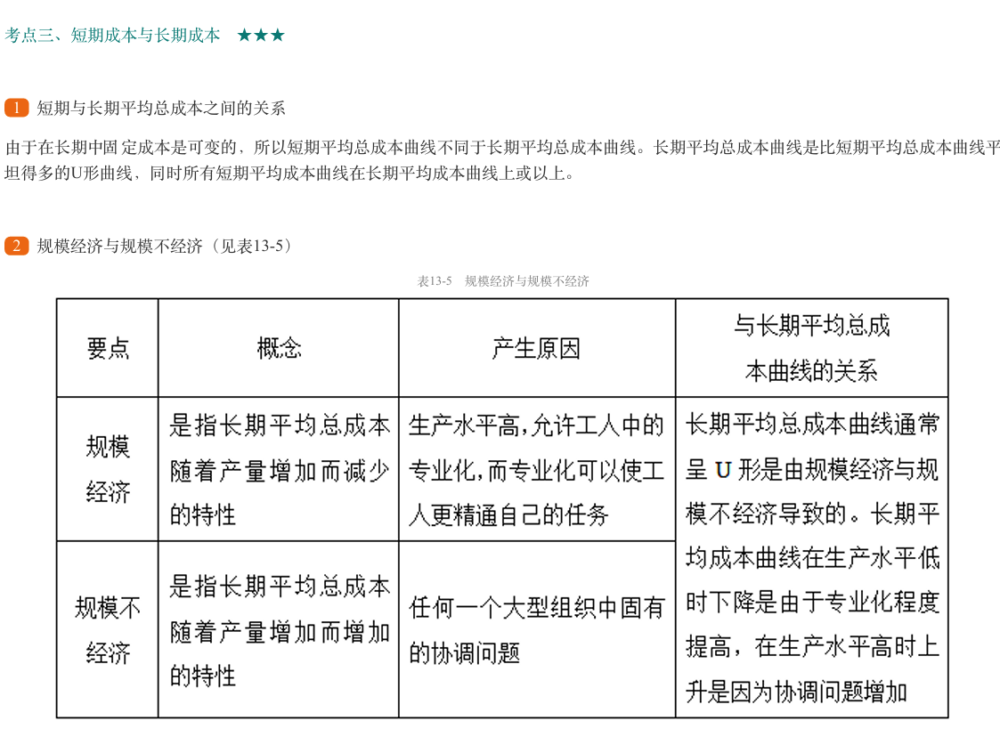 考点三、短期成本与长期成本 ★★★
1 短期与长期平均总成本之间的关系
由于在长期中固定成本是可变的，所以短期平均总成本曲线不同于长期平均总成本曲线。长期平均总成本曲线是比短期平均总成本曲线平
坦得多的U形曲线，同时所有短期平均成本曲线在长期平均成本曲线上或以上。
2 规模经济与规模不经济（见表13-5）
表13-5 规模经济与规模不经济
要点
概念
产生原因
与长期平均总成
本曲线的关系
规模
经济
是指长期平均总成本
随着产量增加而减少
的特性
生产水平高,允许工人中的
专业化,而专业化可以使工
人更精通自己的任务
长期平均总成本曲线通常
呈 U 形是由规模经济与规
模不经济导致的。长期平
均成本曲线在生产水平低
时下降是由于专业化程度
提高，在生产水平高时上
升是因为协调问题增加
规模不
经济
是指长期平均总成本
随着产量增加而增加
的特性
任何一个大型组织中固有
的协调问题